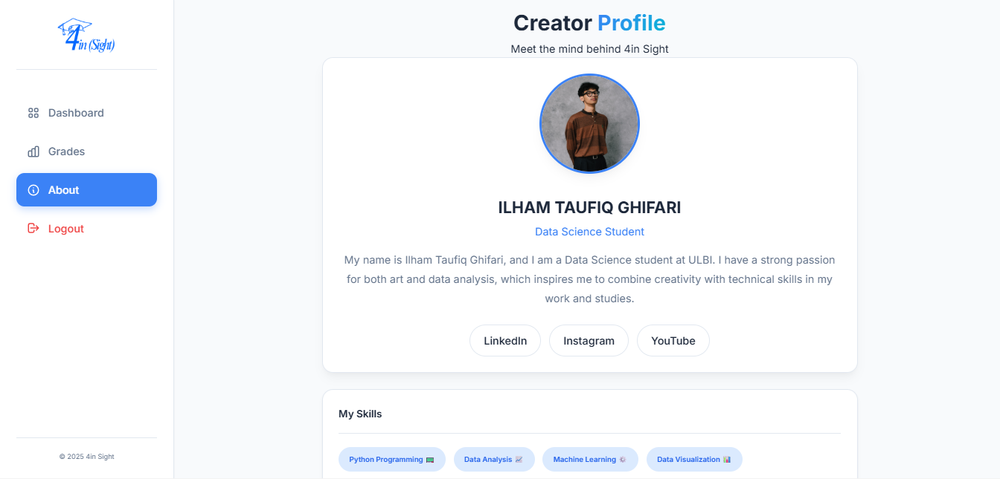 4in (Sight)
Dashboard
Grades
About
Logout
© 2025 4in Sight
Creator Profile
Meet the mind behind 4in Sight
ILHAM TAUFIQ GHIFARI
Data Science Student
My name is Ilham Taufiq Ghifari, and I am a Data Science student at ULBI. I have a strong passion
for both art and data analysis, which inspires me to combine creativity with technical skills in my
work and studies.
LinkedIn Instagram YouTube
My Skills
Python Programming Data Analysis Machine Learning Data Visualization